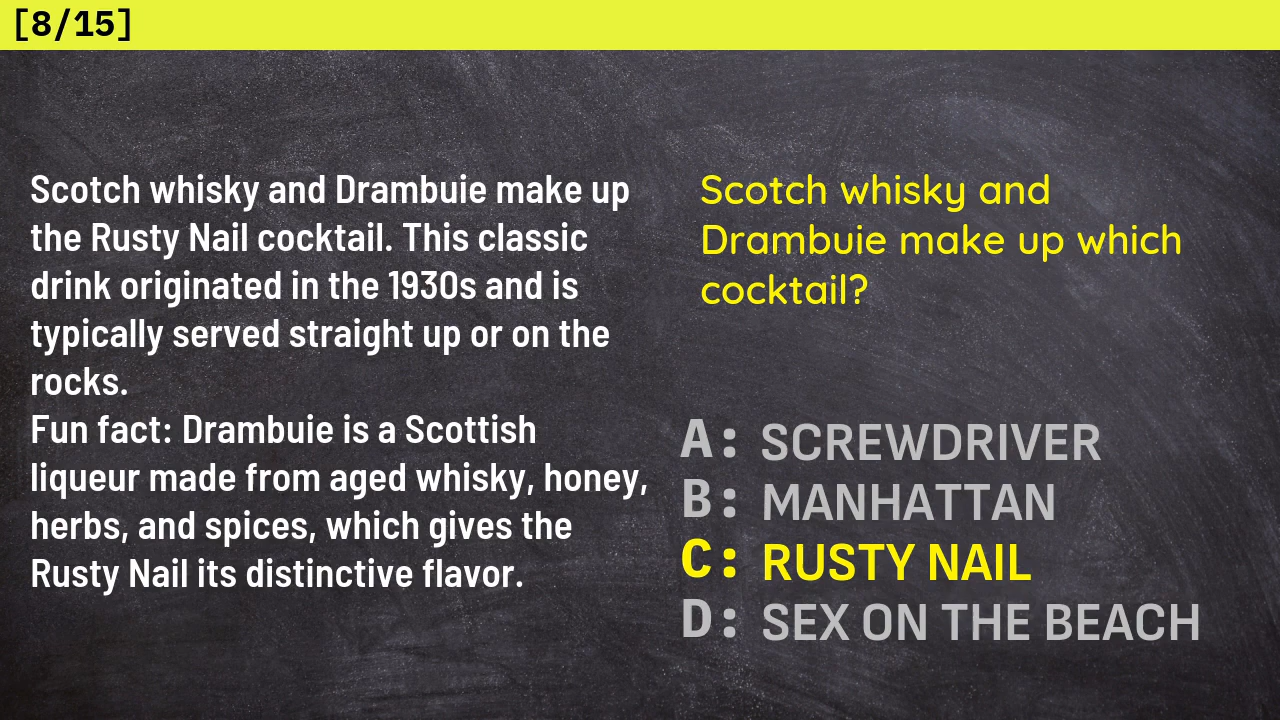 [8/15]
Scotch whisky and Drambuie make up
the Rusty Nail cocktail. This classic
drink originated in the 1930s and is
typically served straight up or on the
rocks.
Fun fact: Drambuie is a Scottish
liqueur made from aged whisky, honey,
herbs, and spices, which gives the
Rusty Nail its distinctive flavor.
Scotch whisky and
Drambuie make up which
cocktail?
A: SCREWDRIVER
B: MANHATTAN
C: RUSTY NAIL
D: SEX ON THE BEACH